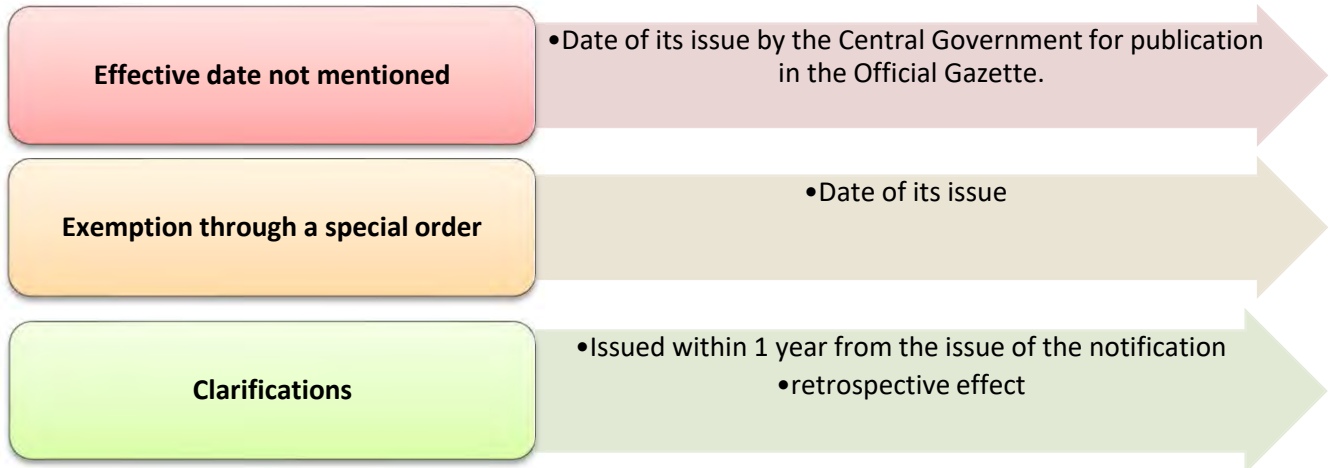 Effective date not mentioned
•Date of its issue by the Central Government for publication
in the Official Gazette.
Exemption through a special order
•Date of its issue
Clarifications
•Issued within 1 year from the issue of the notification
•retrospective effect